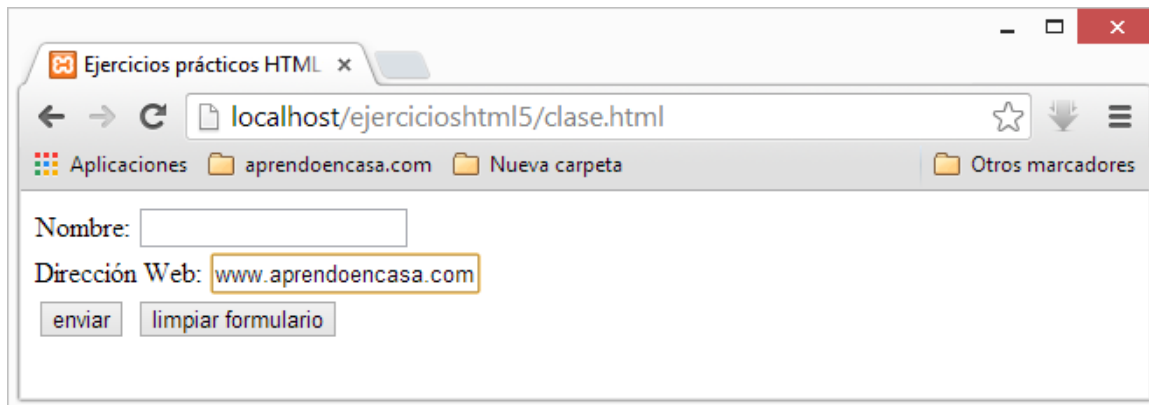 Ejercicios prácticos HTML
localhost/ejercicioshtml5/clase.html
Aplicaciones aprendoencasa.com Nueva carpeta Otros marcadores
Nombre:
Dirección Web: www.aprendoencasa.com
enviar limpiar formulario